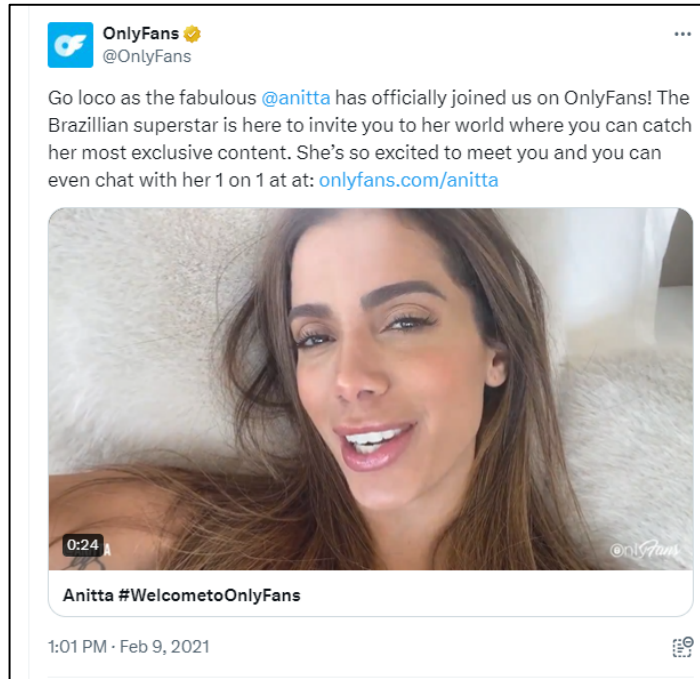 OnlyFans
@OnlyFans
Go loco as the fabulous @anitta has officially joined us on OnlyFans! The
Brazillian superstar is here to invite you to her world where you can catch
her most exclusive content. She's so excited to meet you and you can
even chat with her 1 on 1 at at: onlyfans.com/anitta
0:24
OnlyFans
Anitta #WelcometoOnlyFans
1:01 PM · Feb 9, 2021